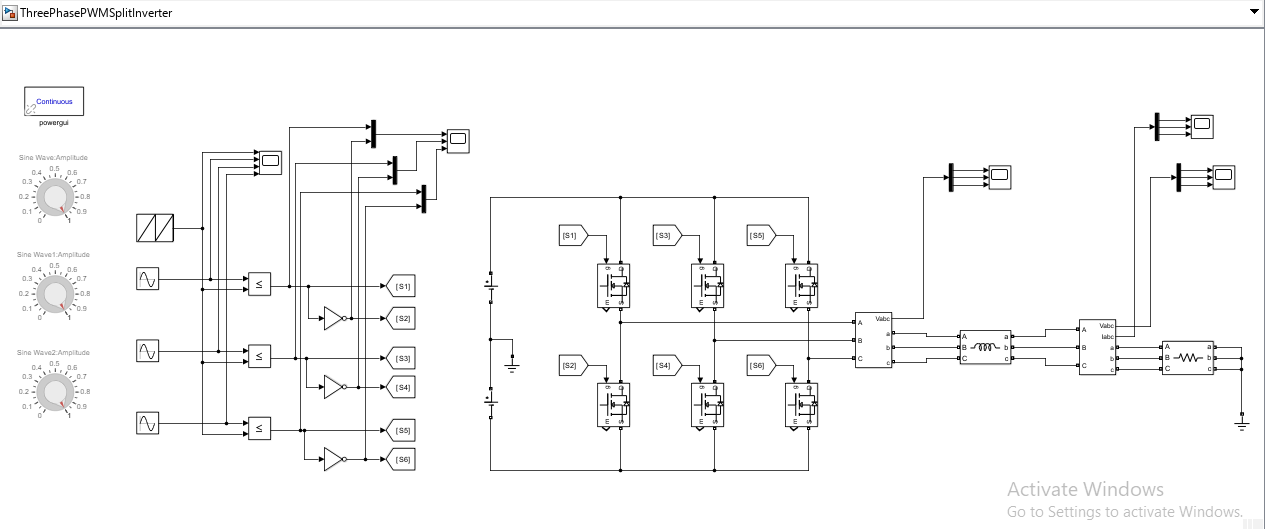 ThreePhasePWMSplitInverter
Continuous
powergui
Sine Wave:Amplitude
0 0.1 0.2 0.3 0.4 0.5 0.6 0.7 0.8 0.9 1
Sine Wave1:Amplitude
0 0.1 0.2 0.3 0.4 0.5 0.6 0.7 0.8 0.9 1
Sine Wave2:Amplitude
0 0.1 0.2 0.3 0.4 0.5 0.6 0.7 0.8 0.9 1
≤
[S1]
[S2]
≤
[S3]
[S4]
≤
[S5]
[S6]
[S1] [S3] [S5]
g D g D g D
E S E S E S
[S2] [S4] [S6]
g D g D g D
E S E S E S
+
+
Vabc
A a
B b
C c
A a
B b
C c
Vabc
A Iabc
B a
b
C c
A a
B b
C c
Activate Windows
Go to Settings to activate Windows.